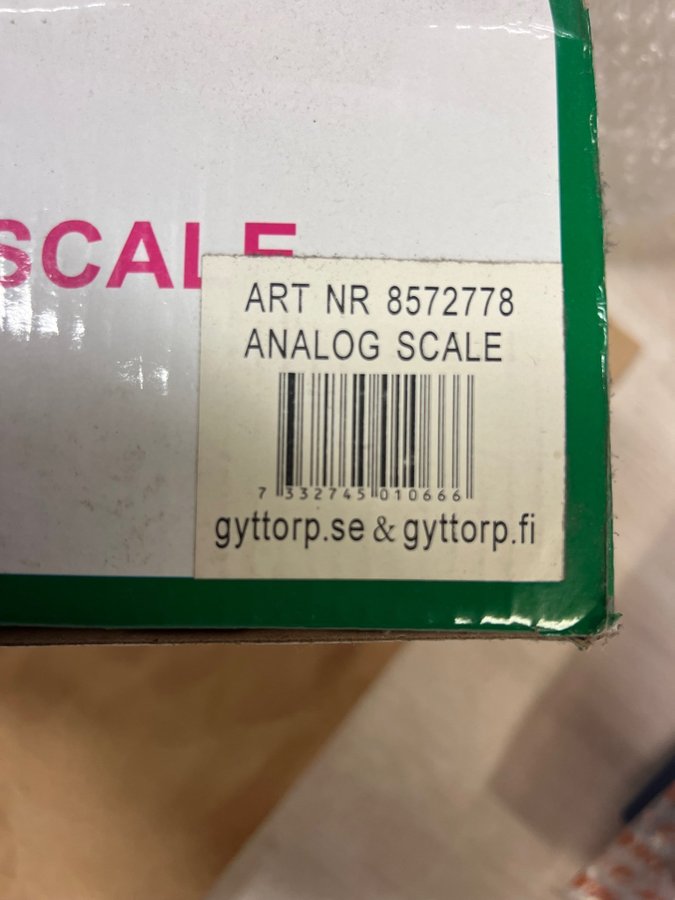 SCALE
ART NR 8572778
ANALOG SCALE
7 332745 010666
gyttorp.se & gyttorp.fi